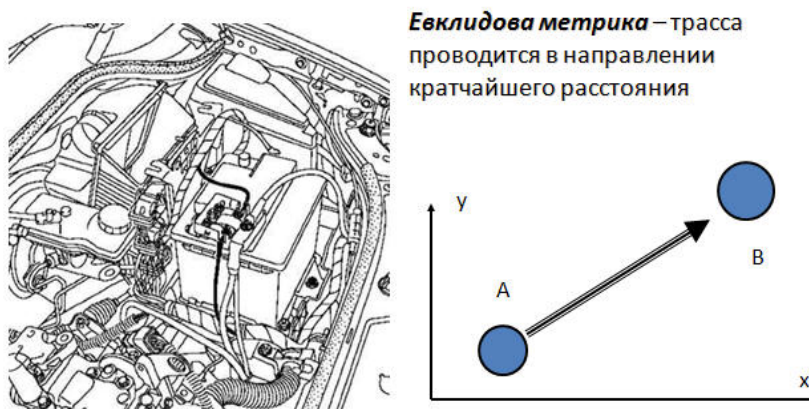 Евклидова метрика – трасса
проводится в направлении
кратчайшего расстояния
y
B
A
x